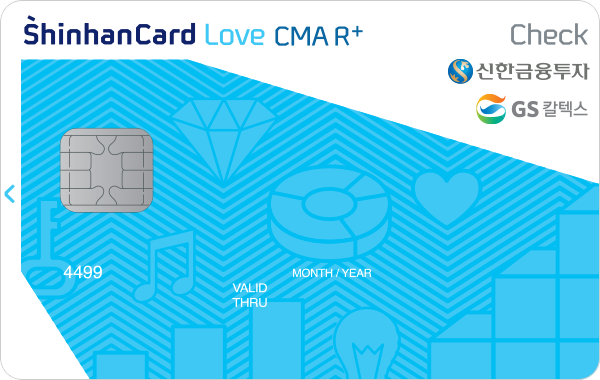 ShinhanCard Love CMA R+
Check
신한금융투자
GS 칼텍스
4499
MONTH / YEAR
VALID
THRU